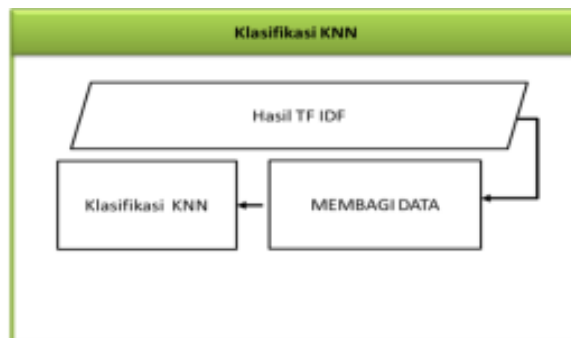 Klasifikasi KNN
Hasil TF IDF
Klasifikasi KNN
MEMBAGI DATA